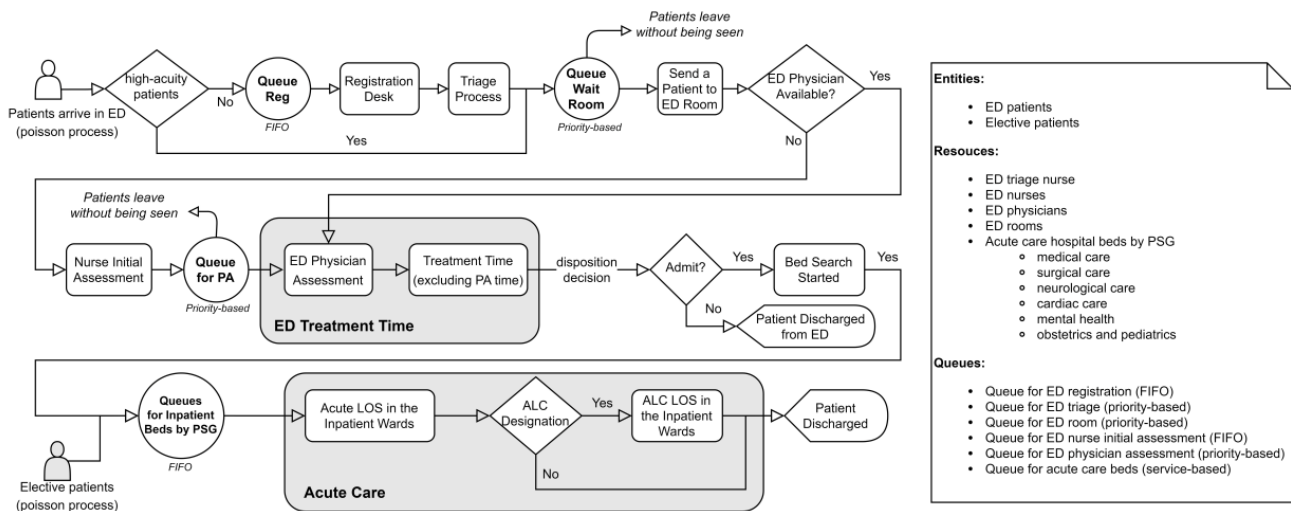 Patients leave
without being seen
high-acuity
patients
No
Queue
Reg
FIFO
Registration
Desk
Triage
Process
Queue
Wait
Room
Priority-based
Send a
Patient to
ED Room
ED Physician
Available?
Yes
No
Patients arrive in ED
(poisson process)
Yes
Patients leave
without being seen
Nurse Initial
Assessment
Queue
for PA
Priority-based
ED Physician
Assessment
Treatment Time
(excluding PA time)
ED Treatment Time
disposition
decision
Admit?
Yes
No
Bed Search
Started
Yes
Patient Discharged
from ED
Queues
for Inpatient
Beds by PSG
FIFO
Elective patients
(poisson process)
Acute LOS in the
Inpatient Wards
ALC
Designation
Yes
No
ALC LOS in
the Inpatient
Wards
Acute Care
Patient
Discharged
Entities:
• ED patients
• Elective patients
Resouces:
• ED triage nurse
• ED nurses
• ED physicians
• ED rooms
• Acute care hospital beds by PSG
o medical care
o surgical care
o neurological care
o cardiac care
o mental health
o obstetrics and pediatrics
Queues:
• Queue for ED registration (FIFO)
• Queue for ED triage (priority-based)
• Queue for ED room (priority-based)
• Queue for ED nurse initial assessment (FIFO)
• Queue for ED physician assessment (priority-based)
• Queue for acute care beds (service-based)